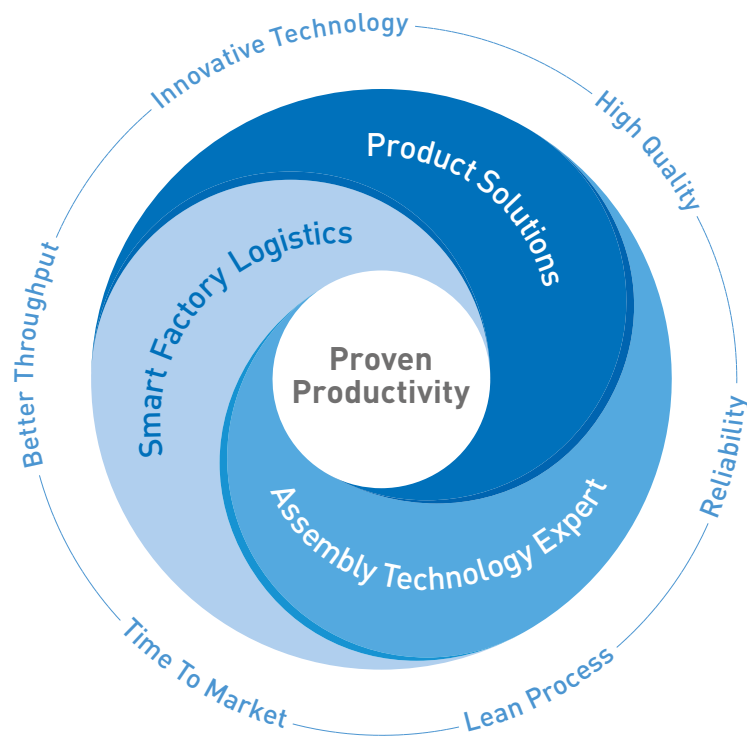 Innovative Technology
High Quality
Reliability
Lean Process
Time To Market
Better Throughput
Product Solutions
Smart Factory Logistics
Assembly Technology Expert
Proven
Productivity